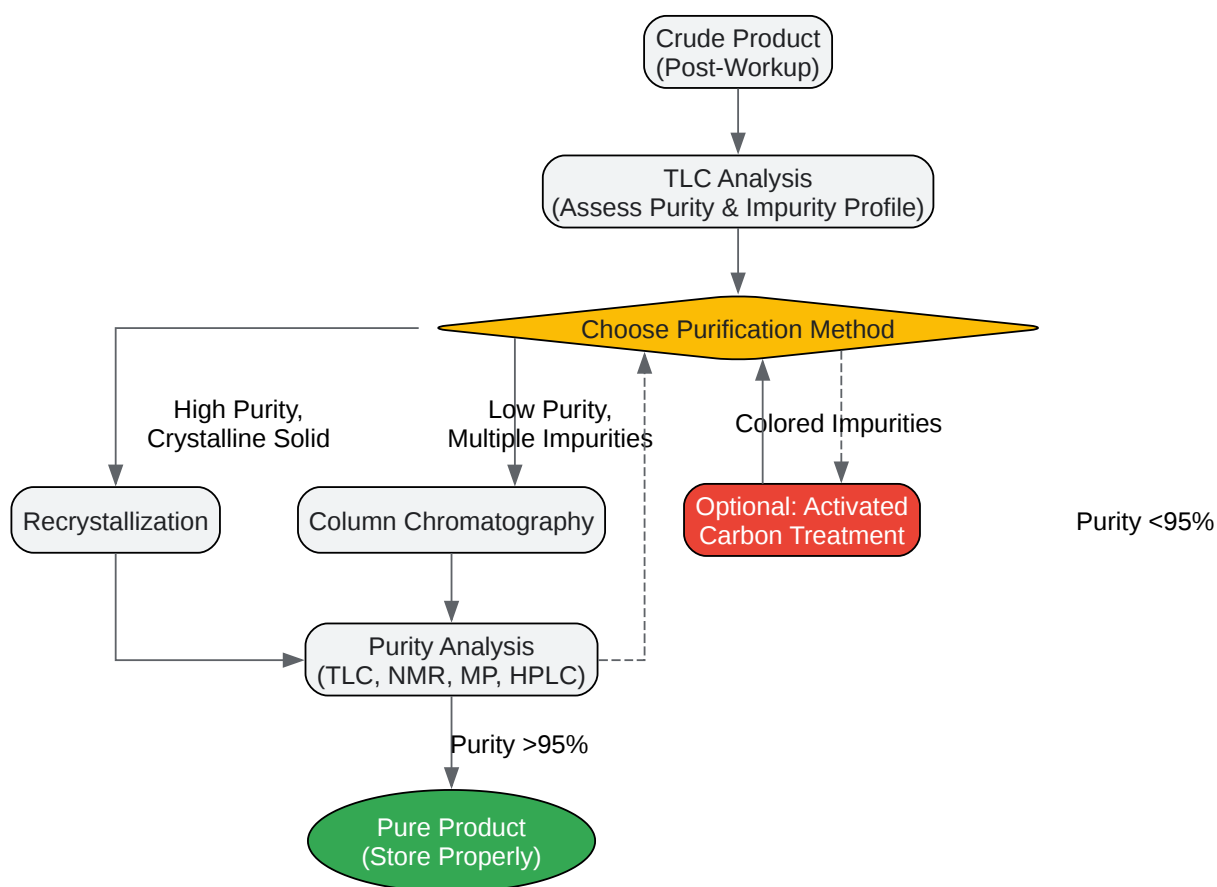 Crude Product
(Post-Workup)
TLC Analysis
(Assess Purity & Impurity Profile)
Choose Purification Method
High Purity,
Crystalline Solid
Low Purity,
Multiple Impurities
Colored Impurities
Recrystallization
Column Chromatography
Optional: Activated
Carbon Treatment
Purity <95%
Purity Analysis
(TLC, NMR, MP, HPLC)
Purity >95%
Pure Product
(Store Properly)